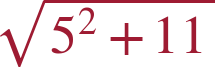 √(5² + 11)